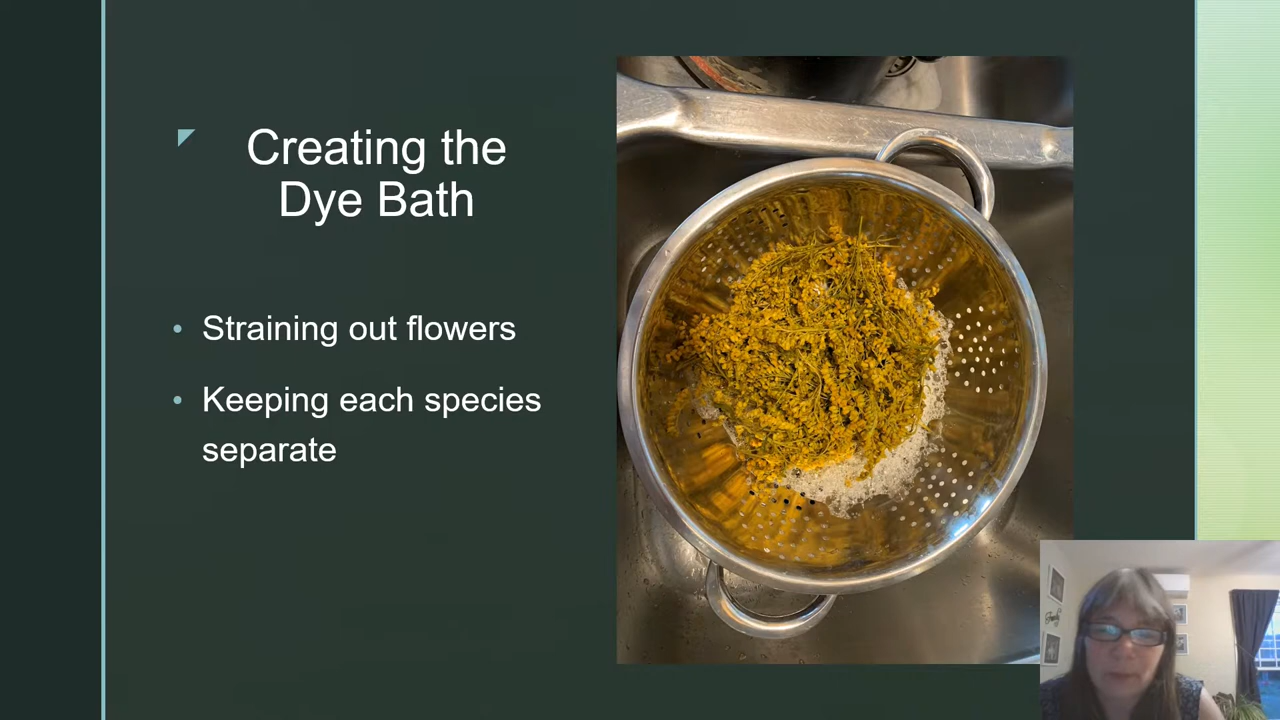 Creating the
Dye Bath
• Straining out flowers
• Keeping each species
separate